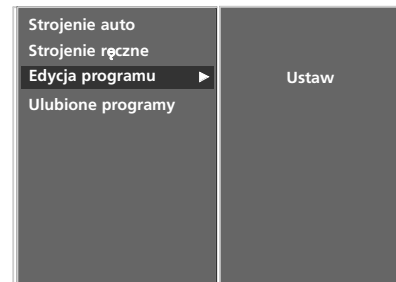 Strojenie auto
Strojenie ręczne
Edycja programu ▶
Ustaw
Ulubione programy